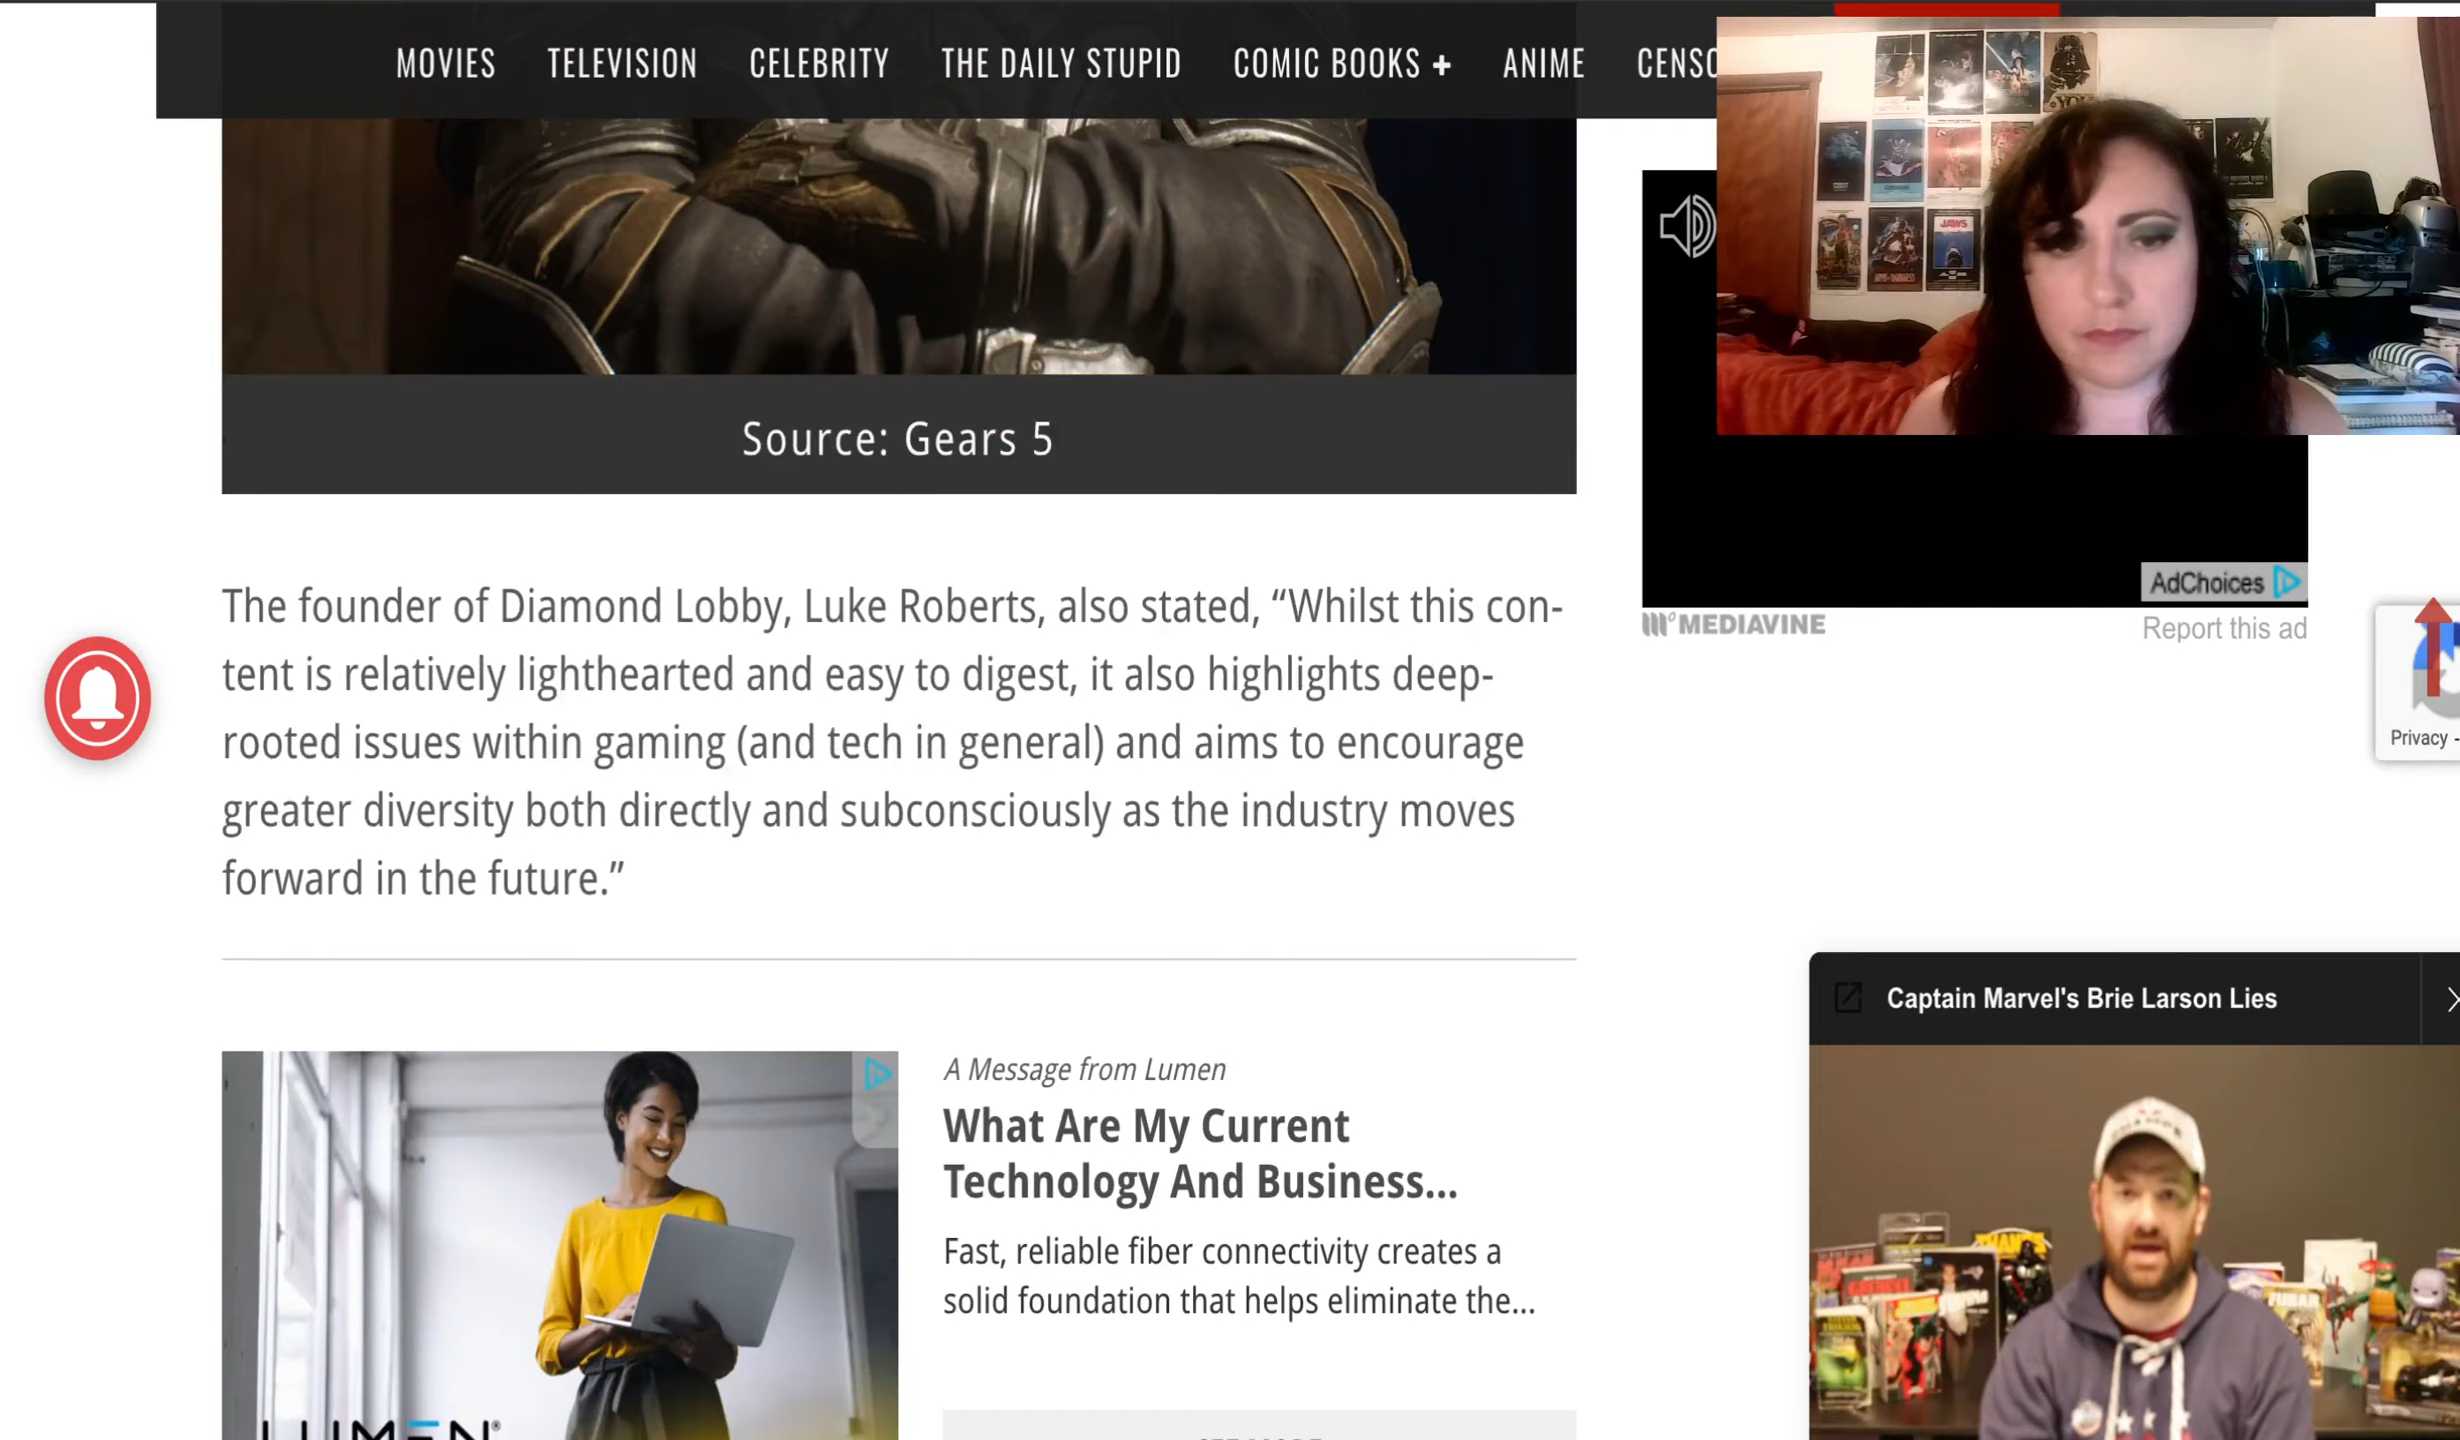 MOVIES TELEVISION CELEBRITY THE DAILY STUPID COMIC BOOKS + ANIME CENSO
YOU
JAWS
Source: Gears 5
The founder of Diamond Lobby, Luke Roberts, also stated, “Whilst this con-
tent is relatively lighthearted and easy to digest, it also highlights deep-
rooted issues within gaming (and tech in general) and aims to encourage
greater diversity both directly and subconsciously as the industry moves
forward in the future.”
AdChoices
MEDIAVINE
Report this ad
Privacy -
Captain Marvel's Brie Larson Lies
A Message from Lumen
What Are My Current
Technology And Business...
Fast, reliable fiber connectivity creates a
solid foundation that helps eliminate the...
LUMEN®
SEE MORE